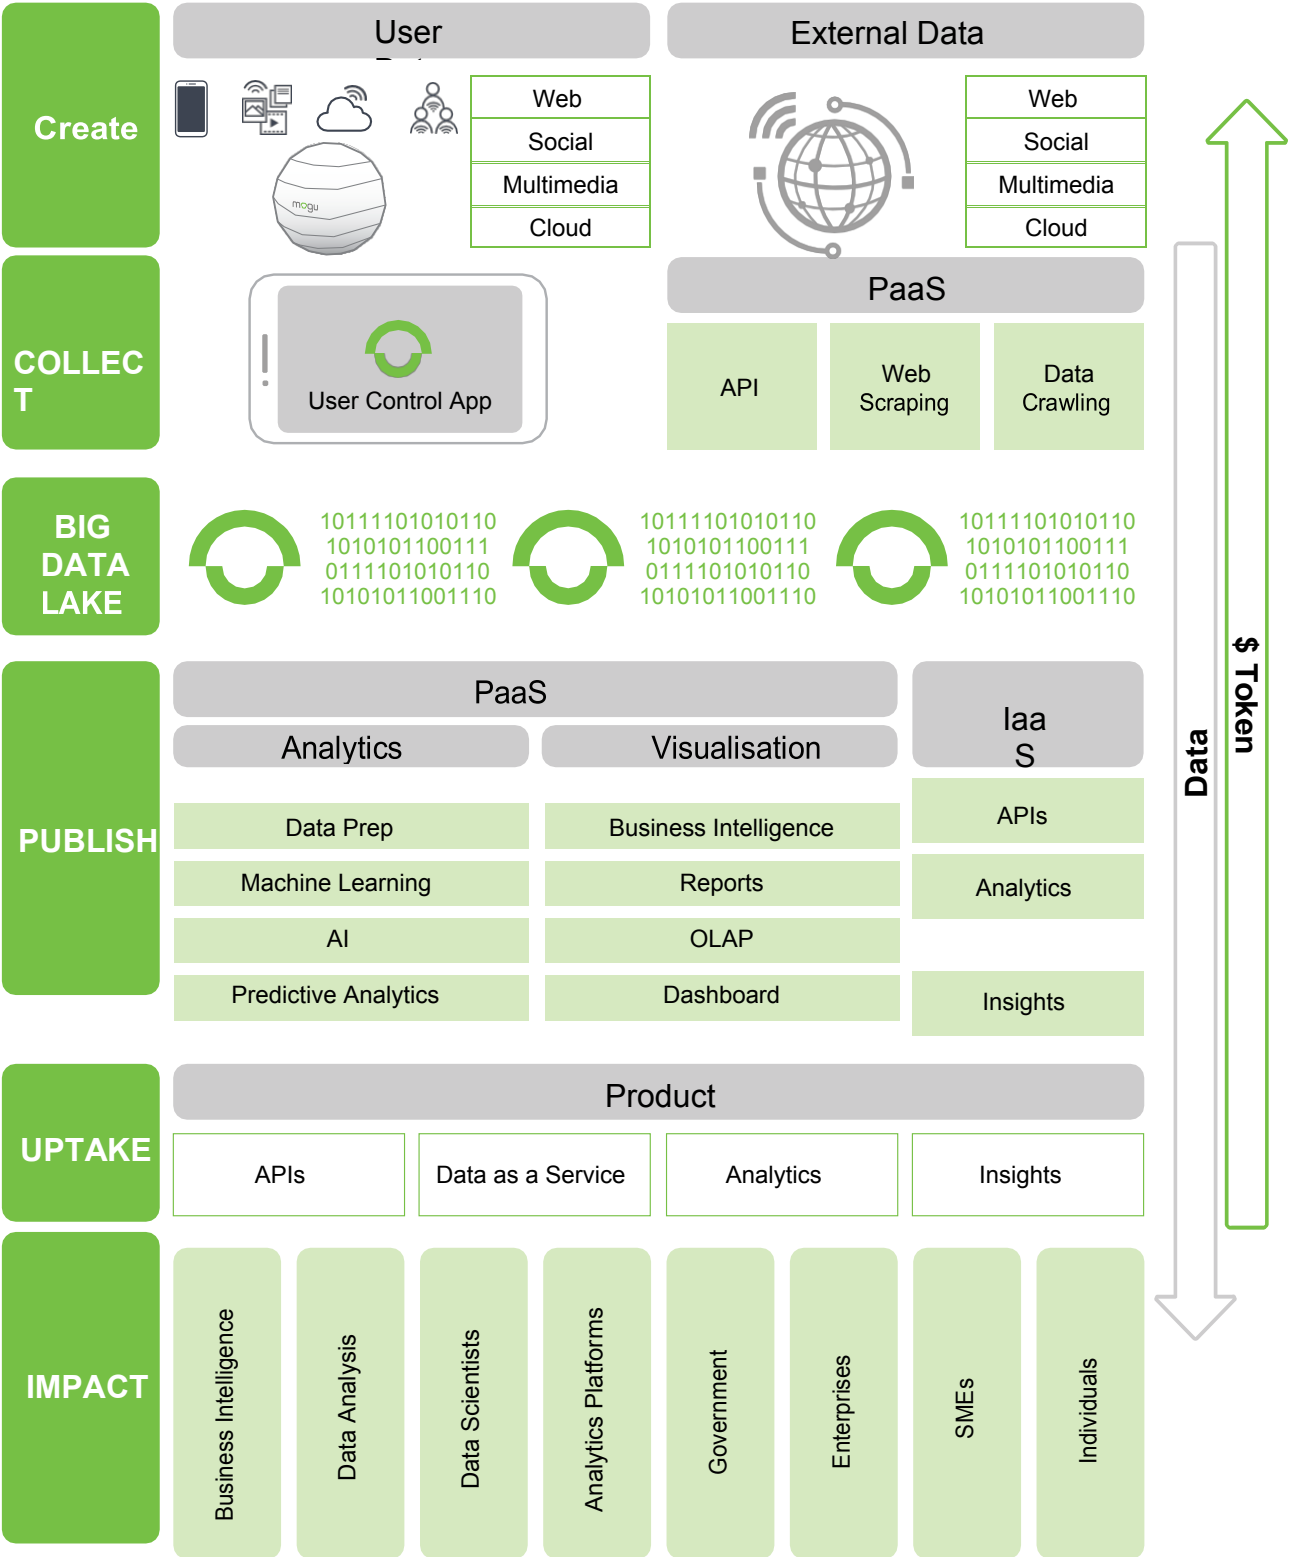 Create
User
External Data
Web
Social
Multimedia
Cloud
mogu
Web
Social
Multimedia
Cloud
COLLEC
T
User Control App
PaaS
API
Web
Scraping
Data
Crawling
BIG
DATA
LAKE
10111101010110
1010101100111
0111101010110
10101011001110
10111101010110
1010101100111
0111101010110
10101011001110
10111101010110
1010101100111
0111101010110
10101011001110
PUBLISH
PaaS
Analytics
Visualisation
Iaa
S
Data Prep
Machine Learning
AI
Predictive Analytics
Business Intelligence
Reports
OLAP
Dashboard
APIs
Analytics
Insights
UPTAKE
Product
APIs
Data as a Service
Analytics
Insights
IMPACT
Business Intelligence
Data Analysis
Data Scientists
Analytics Platforms
Government
Enterprises
SMEs
Individuals
Data
$ Token